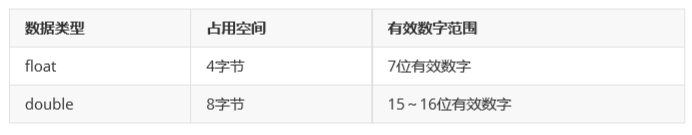 数据类型 占用空间 有效数字范围
float 4字节 7位有效数字
double 8字节 15～16位有效数字